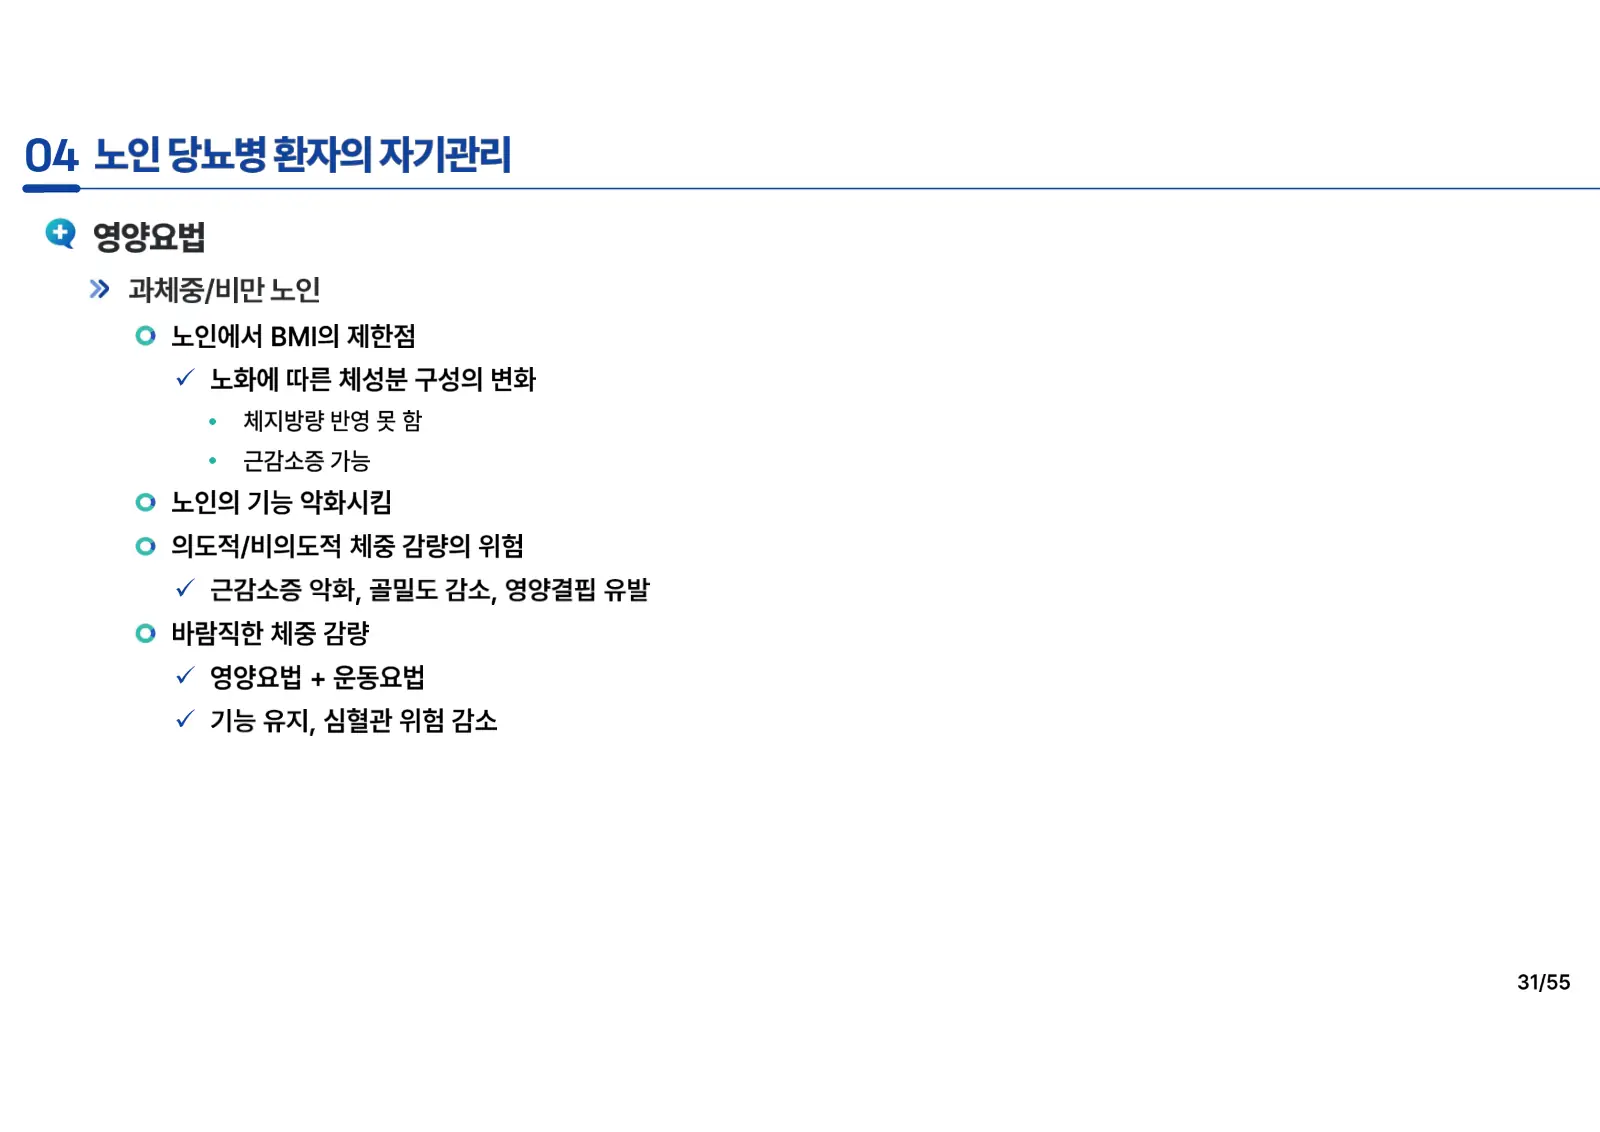 04 노인 당뇨병 환자의 자기관리
영양요법
과체중/비만 노인
노인에서 BMI의 제한점
노화에 따른 체성분 구성의 변화
체지방량 반영 못 함
근감소증 가능
노인의 기능 악화시킴
의도적/비의도적 체중 감량의 위험
근감소증 악화, 골밀도 감소, 영양결핍 유발
바람직한 체중 감량
영양요법 + 운동요법
기능 유지, 심혈관 위험 감소
31/55